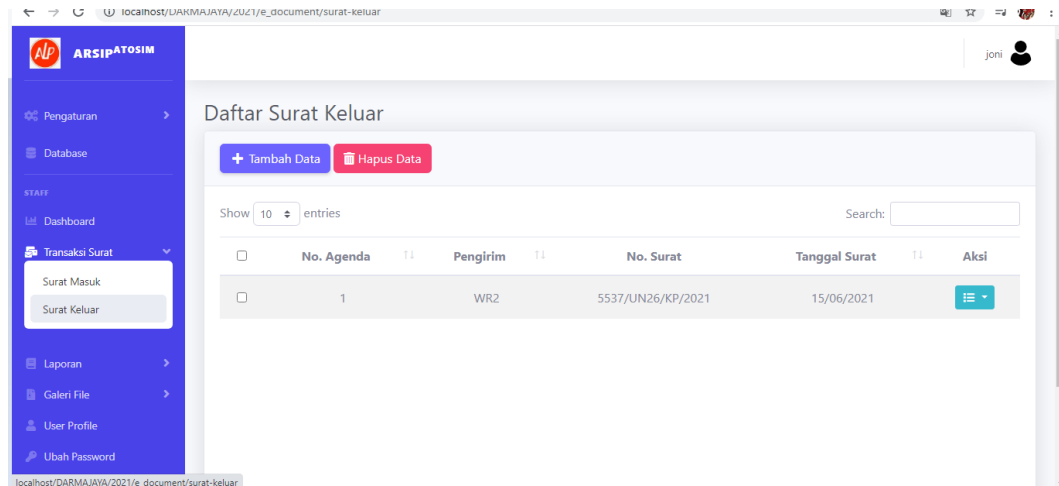 localhost/DARMAJAYA/2021/e_document/surat-keluar
ALP ARSIP ATOSIM
joni
Pengaturan
Database
STAFF
Dashboard
Transaksi Surat
Surat Masuk
Surat Keluar
Laporan
Galeri File
User Profile
Ubah Password
Daftar Surat Keluar
+ Tambah Data Hapus Data
Show 10 entries Search:
No. Agenda Pengirim No. Surat Tanggal Surat Aksi
1 WR2 5537/UN26/KP/2021 15/06/2021
localhost/DARMAJAYA/2021/e_document/surat-keluar